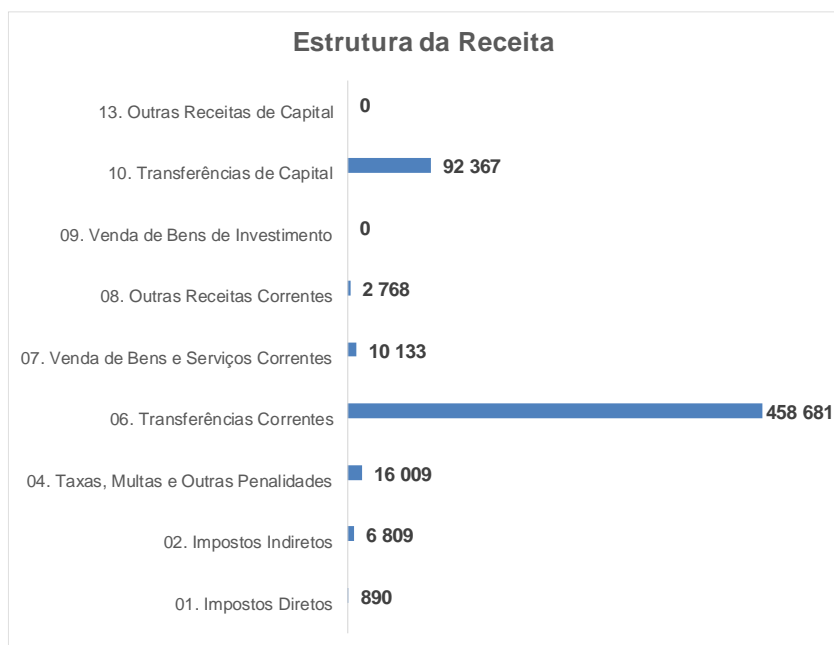 Estrutura da Receita
13. Outras Receitas de Capital 0
10. Transferências de Capital 92 367
09. Venda de Bens de Investimento 0
08. Outras Receitas Correntes 2 768
07. Venda de Bens e Serviços Correntes 10 133
06. Transferências Correntes 458 681
04. Taxas, Multas e Outras Penalidades 16 009
02. Impostos Indiretos 6 809
01. Impostos Diretos 890